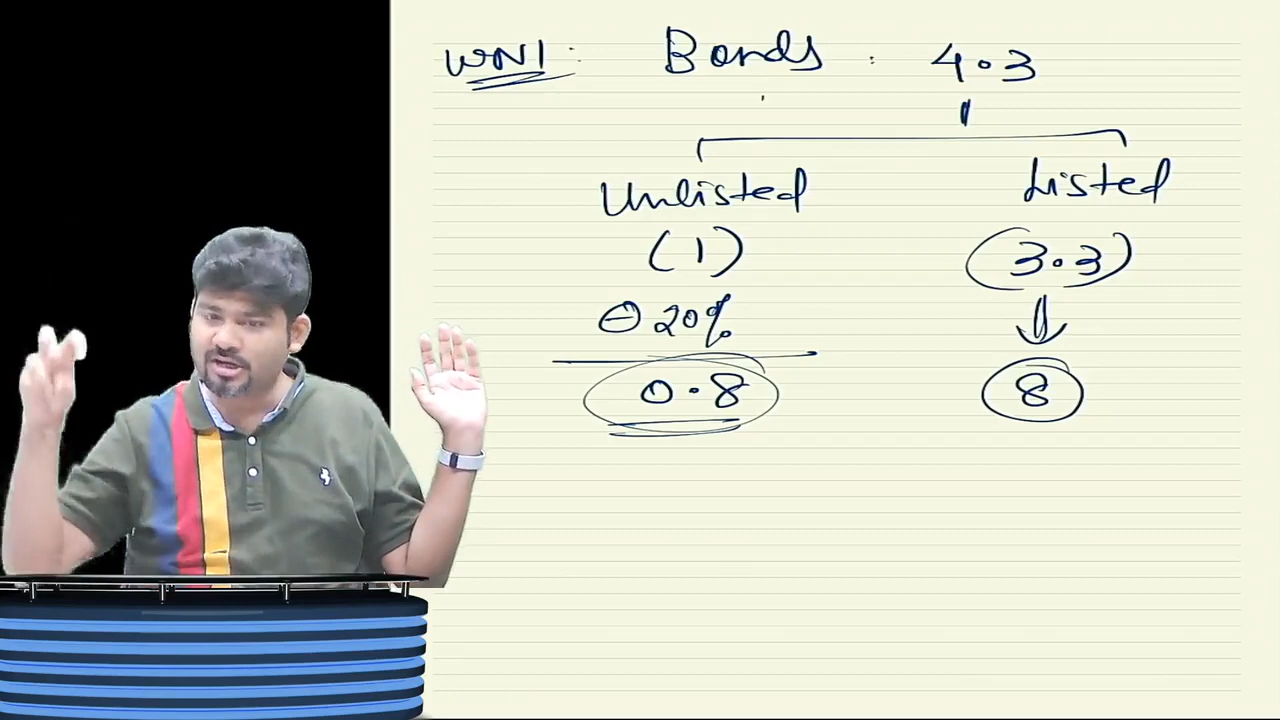 WN1: Bonds : 4.3
Unlisted Listed
(1) (3.3)
⊖ 20% ↓
0.8 8